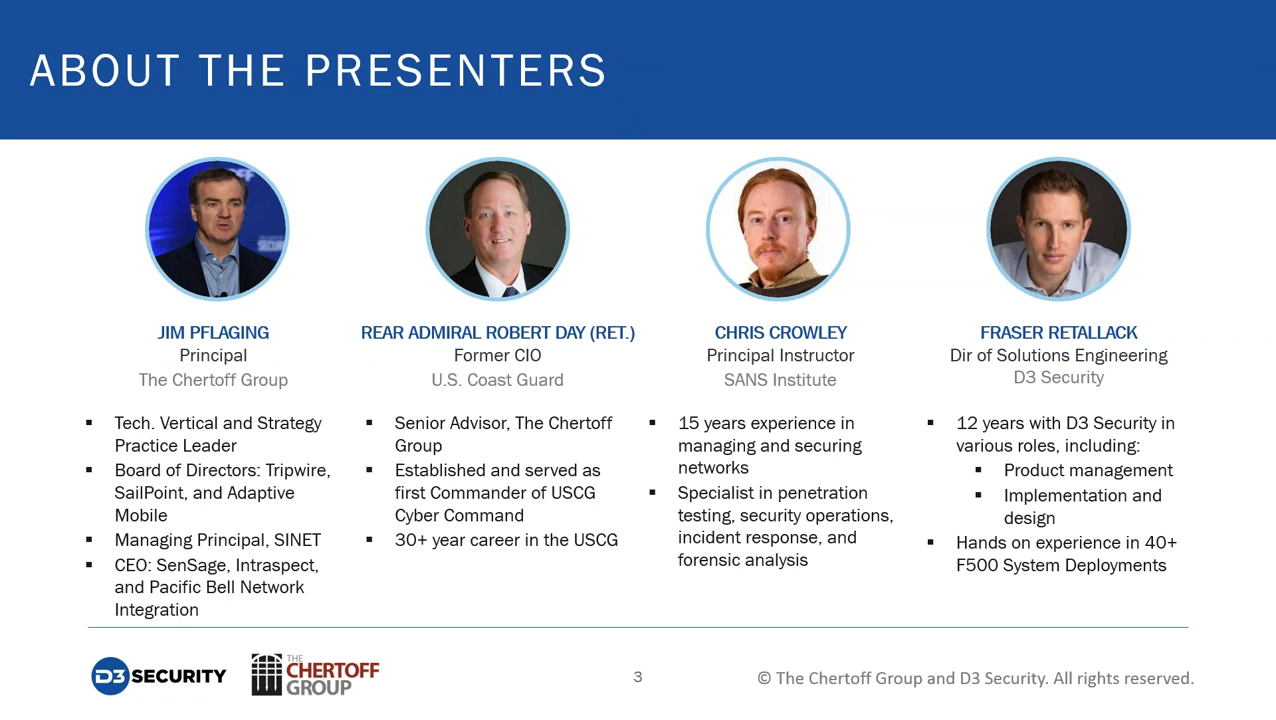 ABOUT THE PRESENTERS
JIM PFLAGING
Principal
The Chertoff Group
▪ Tech. Vertical and Strategy
Practice Leader
▪ Board of Directors: Tripwire,
SailPoint, and Adaptive
Mobile
▪ Managing Principal, SINET
▪ CEO: SenSage, Intraspect,
and Pacific Bell Network
Integration
REAR ADMIRAL ROBERT DAY (RET.)
Former CIO
U.S. Coast Guard
▪ Senior Advisor, The Chertoff
Group
▪ Established and served as
first Commander of USCG
Cyber Command
▪ 30+ year career in the USCG
CHRIS CROWLEY
Principal Instructor
SANS Institute
▪ 15 years experience in
managing and securing
networks
▪ Specialist in penetration
testing, security operations,
incident response, and
forensic analysis
FRASER RETALLACK
Dir of Solutions Engineering
D3 Security
▪ 12 years with D3 Security in
various roles, including:
▪ Product management
▪ Implementation and
design
▪ Hands on experience in 40+
F500 System Deployments
D3 SECURITY
THE
CHERTOFF
GROUP
3
© The Chertoff Group and D3 Security. All rights reserved.